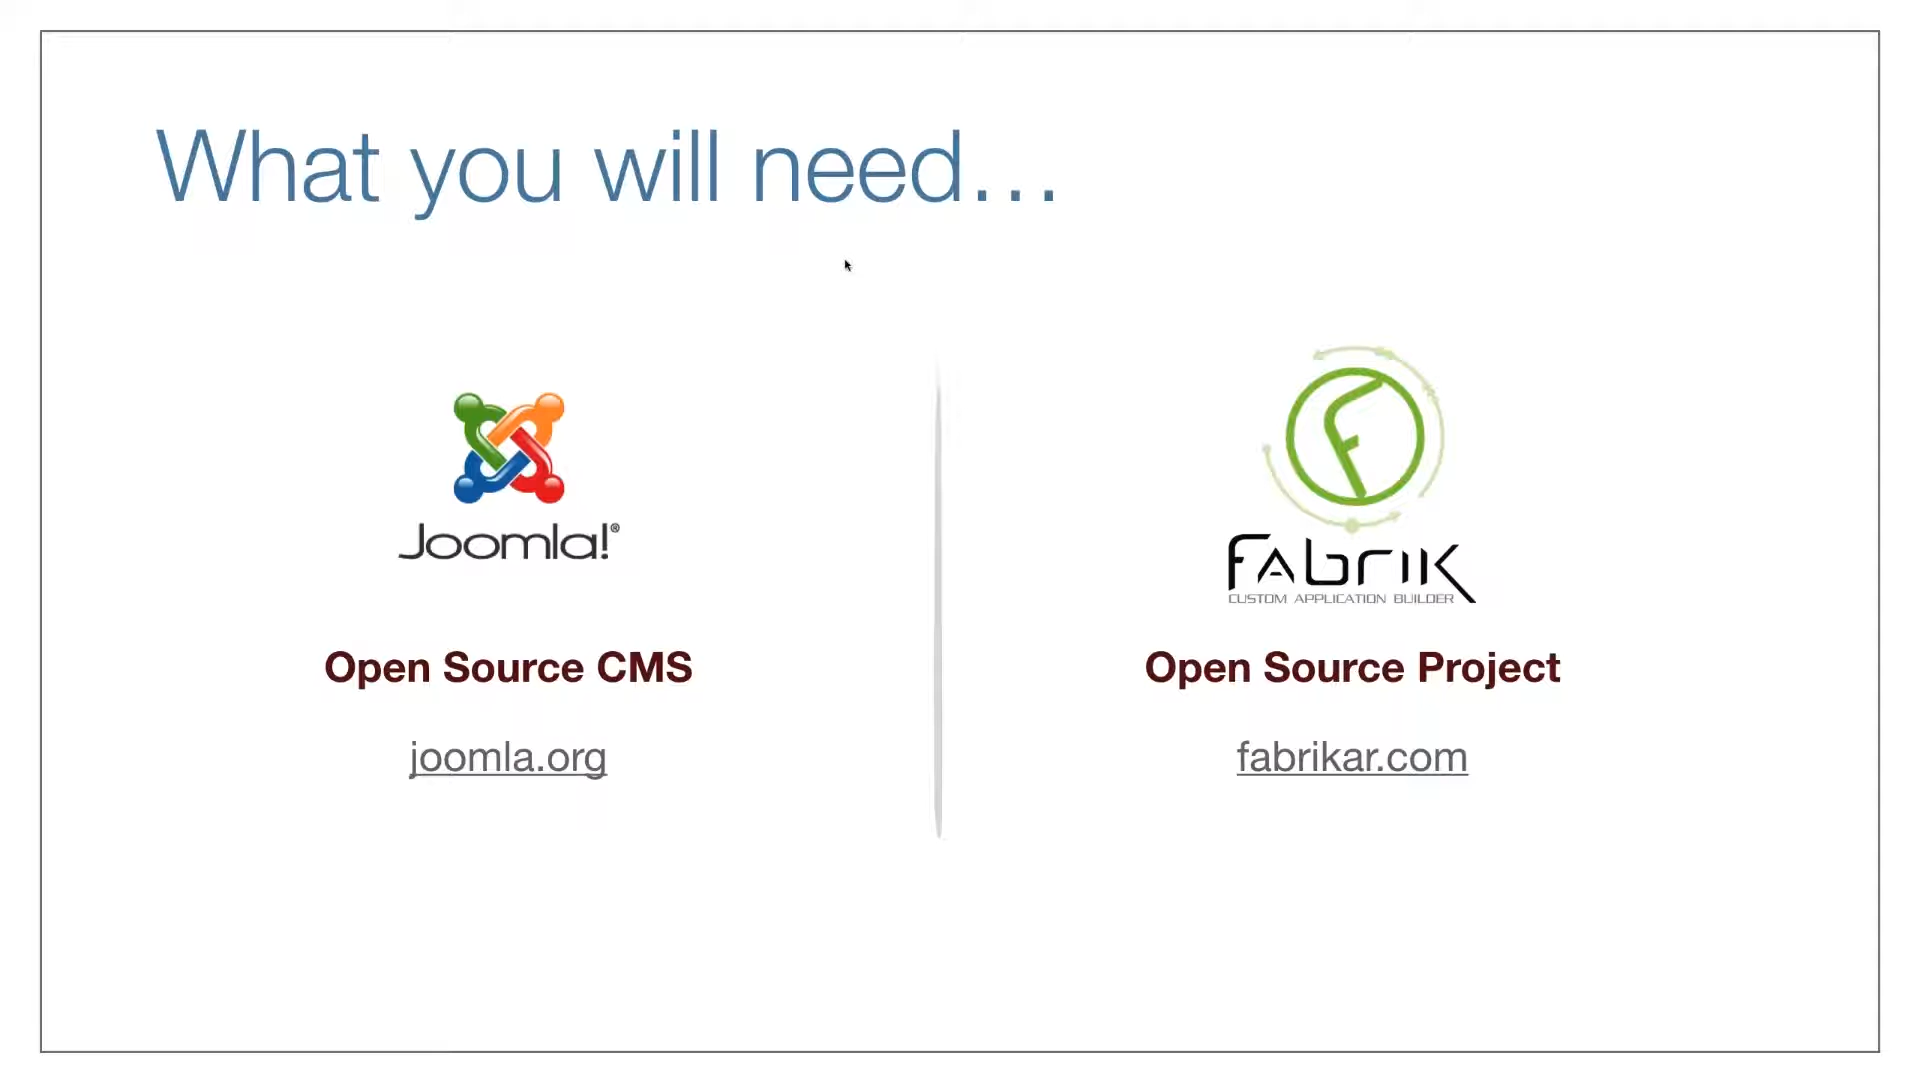 What you will need…
Joomla!®
Open Source CMS
joomla.org
FAbrIK
CUSTOM APPLICATION BUILDER
Open Source Project
fabrikar.com